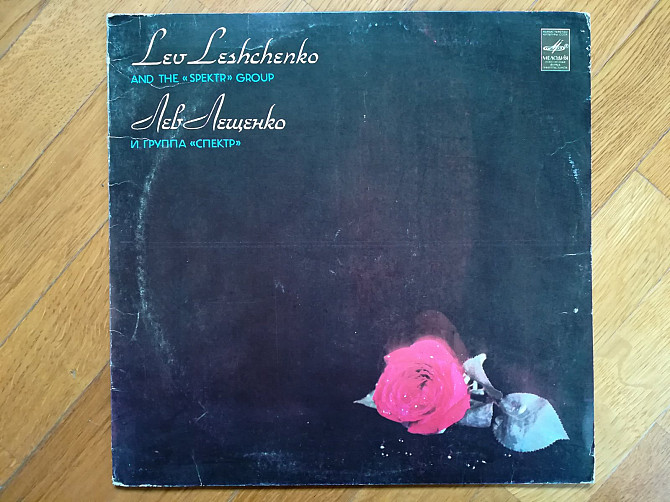 Lev Leshchenko
AND THE «SPEKTR» GROUP
Лев Лещенко
И ГРУППА «СПЕКТР»
МЕЛОДИЯ